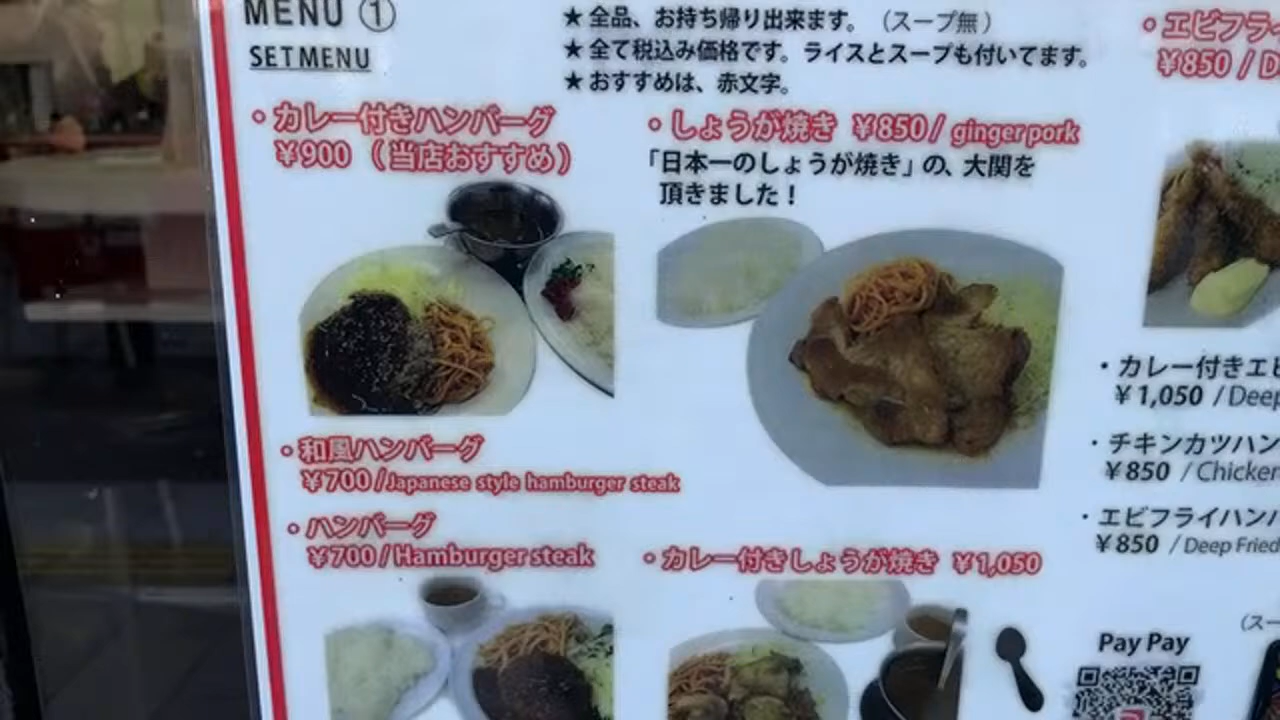 MENU ①
SETMENU
★全品、お持ち帰り出来ます。（スープ無）
★全て税込み価格です。ライスとスープも付いてます。
★おすすめは、赤文字。
・カレー付きハンバーグ
￥900 （当店おすすめ）
・しょうが焼き ￥850/ ginger pork
「日本一のしょうが焼き」の、大関を
頂きました！
・和風ハンバーグ
￥700/Japanese style hamburger steak
・ハンバーグ
￥700/Hamburger steak
・カレー付きしょうが焼き ￥1,050
・エビフライ
￥850 / D
・カレー付きエビ
￥1,050 / Deep
・チキンカツハン
￥850 / Chicken
・エビフライハンバ
￥850 / Deep Fried
（スー
Pay Pay